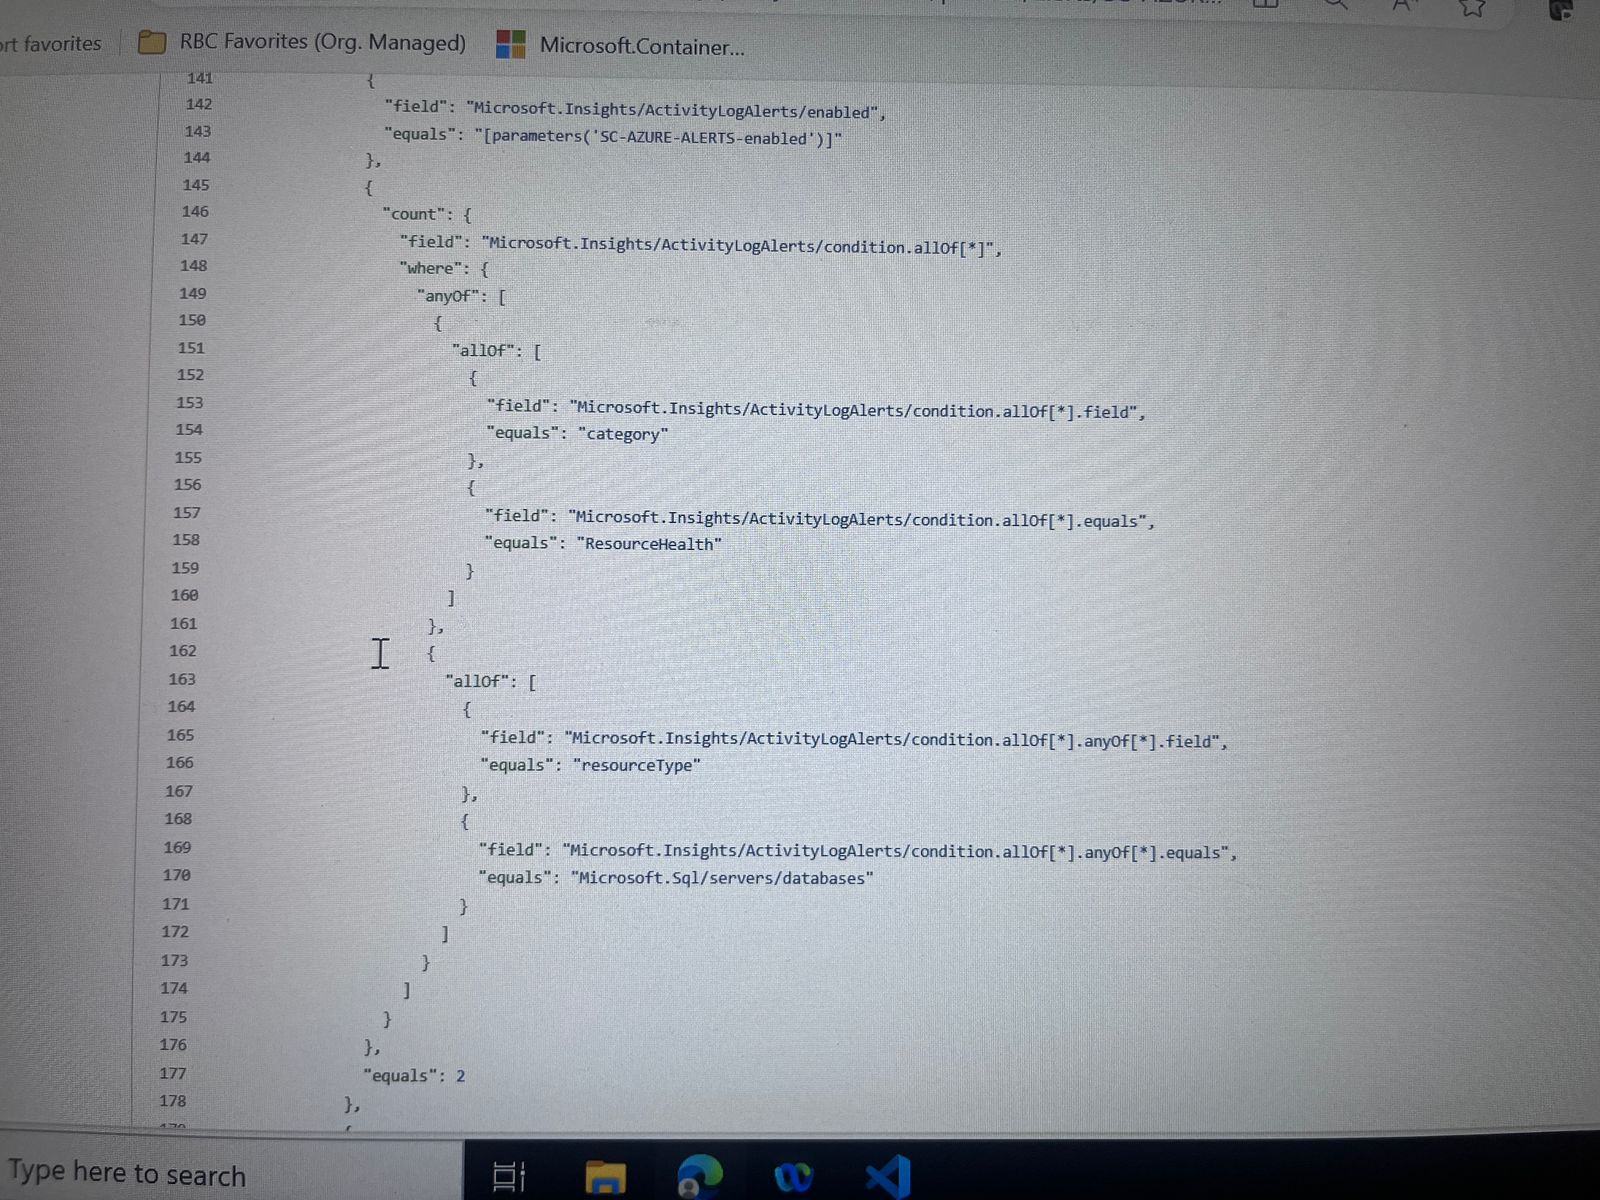 rt favorites
RBC Favorites (Org. Managed)
Microsoft.Container...
141 {
142 "field": "Microsoft.Insights/ActivityLogAlerts/enabled",
143 "equals": "[parameters('SC-AZURE-ALERTS-enabled')]"
144 },
145 {
146 "count": {
147 "field": "Microsoft.Insights/ActivityLogAlerts/condition.allOf[*]",
148 "where": {
149 "anyOf": [
150 {
151 "allOf": [
152 {
153 "field": "Microsoft.Insights/ActivityLogAlerts/condition.allOf[*].field",
154 "equals": "category"
155 },
156 {
157 "field": "Microsoft.Insights/ActivityLogAlerts/condition.allOf[*].equals",
158 "equals": "ResourceHealth"
159 }
160 ]
161 },
162 {
163 "allOf": [
164 {
165 "field": "Microsoft.Insights/ActivityLogAlerts/condition.allOf[*].anyOf[*].field",
166 "equals": "resourceType"
167 },
168 {
169 "field": "Microsoft.Insights/ActivityLogAlerts/condition.allOf[*].anyOf[*].equals",
170 "equals": "Microsoft.Sql/servers/databases"
171 }
172 ]
173 }
174 ]
175 }
176 },
177 "equals": 2
178 },
Type here to search